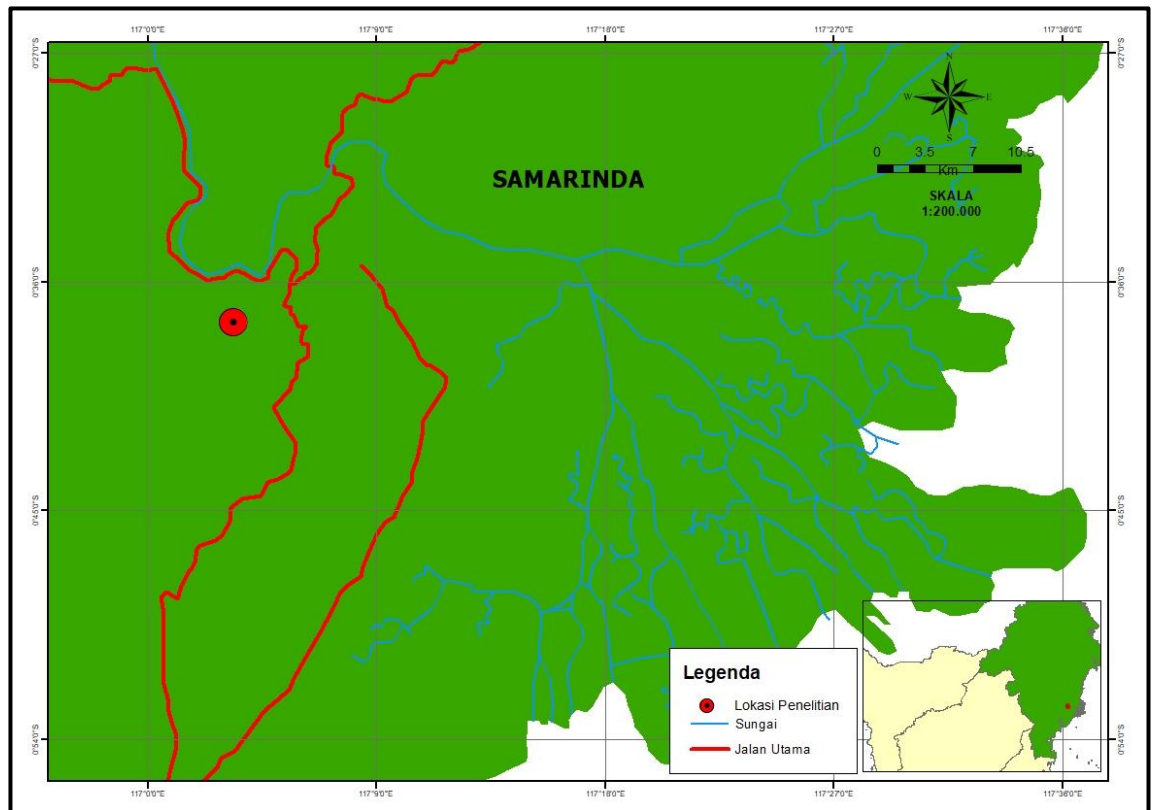 117°0'0"E 117°9'0"E 117°18'0"E 117°27'0"E 117°36'0"E
0°27'0"S 0°27'0"S
N
W E
S
0 3.5 7 10.5
Km
SKALA
1:200.000
SAMARINDA
0°36'0"S 0°36'0"S
0°45'0"S 0°45'0"S
Legenda
Lokasi Penelitian
Sungai
Jalan Utama
0°54'0"S 0°54'0"S
117°0'0"E 117°9'0"E 117°18'0"E 117°27'0"E 117°36'0"E